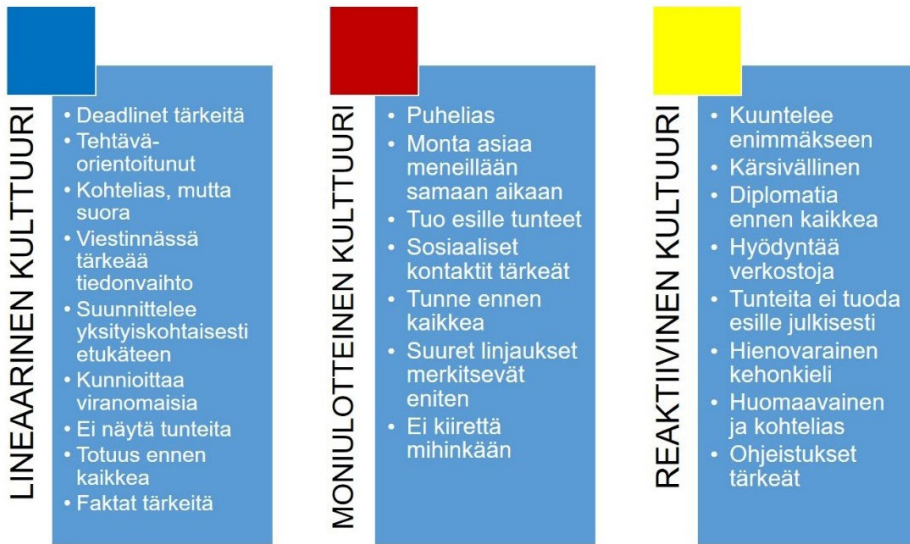 LINEAARINEN KULTTUURI
• Deadlinet tärkeitä
• Tehtävä-
orientoitunut
• Kohtelias, mutta
suora
• Viestinnässä
tärkeää
tiedonvaihto
• Suunnittelee
yksityiskohtaisesti
etukäteen
• Kunnioittaa
viranomaisia
• Ei näytä tunteita
• Totuus ennen
kaikkea
• Faktat tärkeitä
MONIULOTTEINEN KULTTUURI
• Puhelias
• Monta asiaa
meneillään
samaan aikaan
• Tuo esille tunteet
• Sosiaaliset
kontaktit tärkeät
• Tunne ennen
kaikkea
• Suuret linjaukset
merkitsevät
eniten
• Ei kiirettä
mihinkään
REAKTIIVINEN KULTUURI
• Kuuntelee
enimmäkseen
• Kärsivällinen
• Diplomatia
ennen kaikkea
• Hyödyntää
verkostoja
• Tunteita ei tuoda
esille julkisesti
• Hienovarainen
kehonkieli
• Huomaavainen
ja kohtelias
• Ohjeistukset
tärkeät